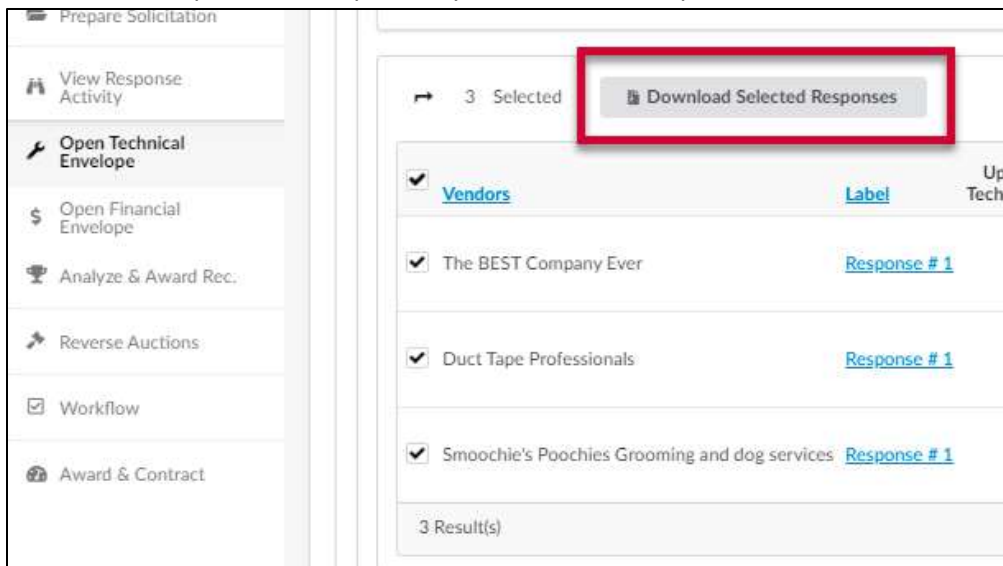 Prepare Solicitation
View Response
Activity
Open Technical
Envelope
$ Open Financial
Envelope
Analyze & Award Rec.
Reverse Auctions
Workflow
Award & Contract
3 Selected
Download Selected Responses
Vendors
Label
Up
Tech
The BEST Company Ever
Response # 1
Duct Tape Professionals
Response # 1
Smoochie's Poochies Grooming and dog services
Response # 1
3 Result(s)